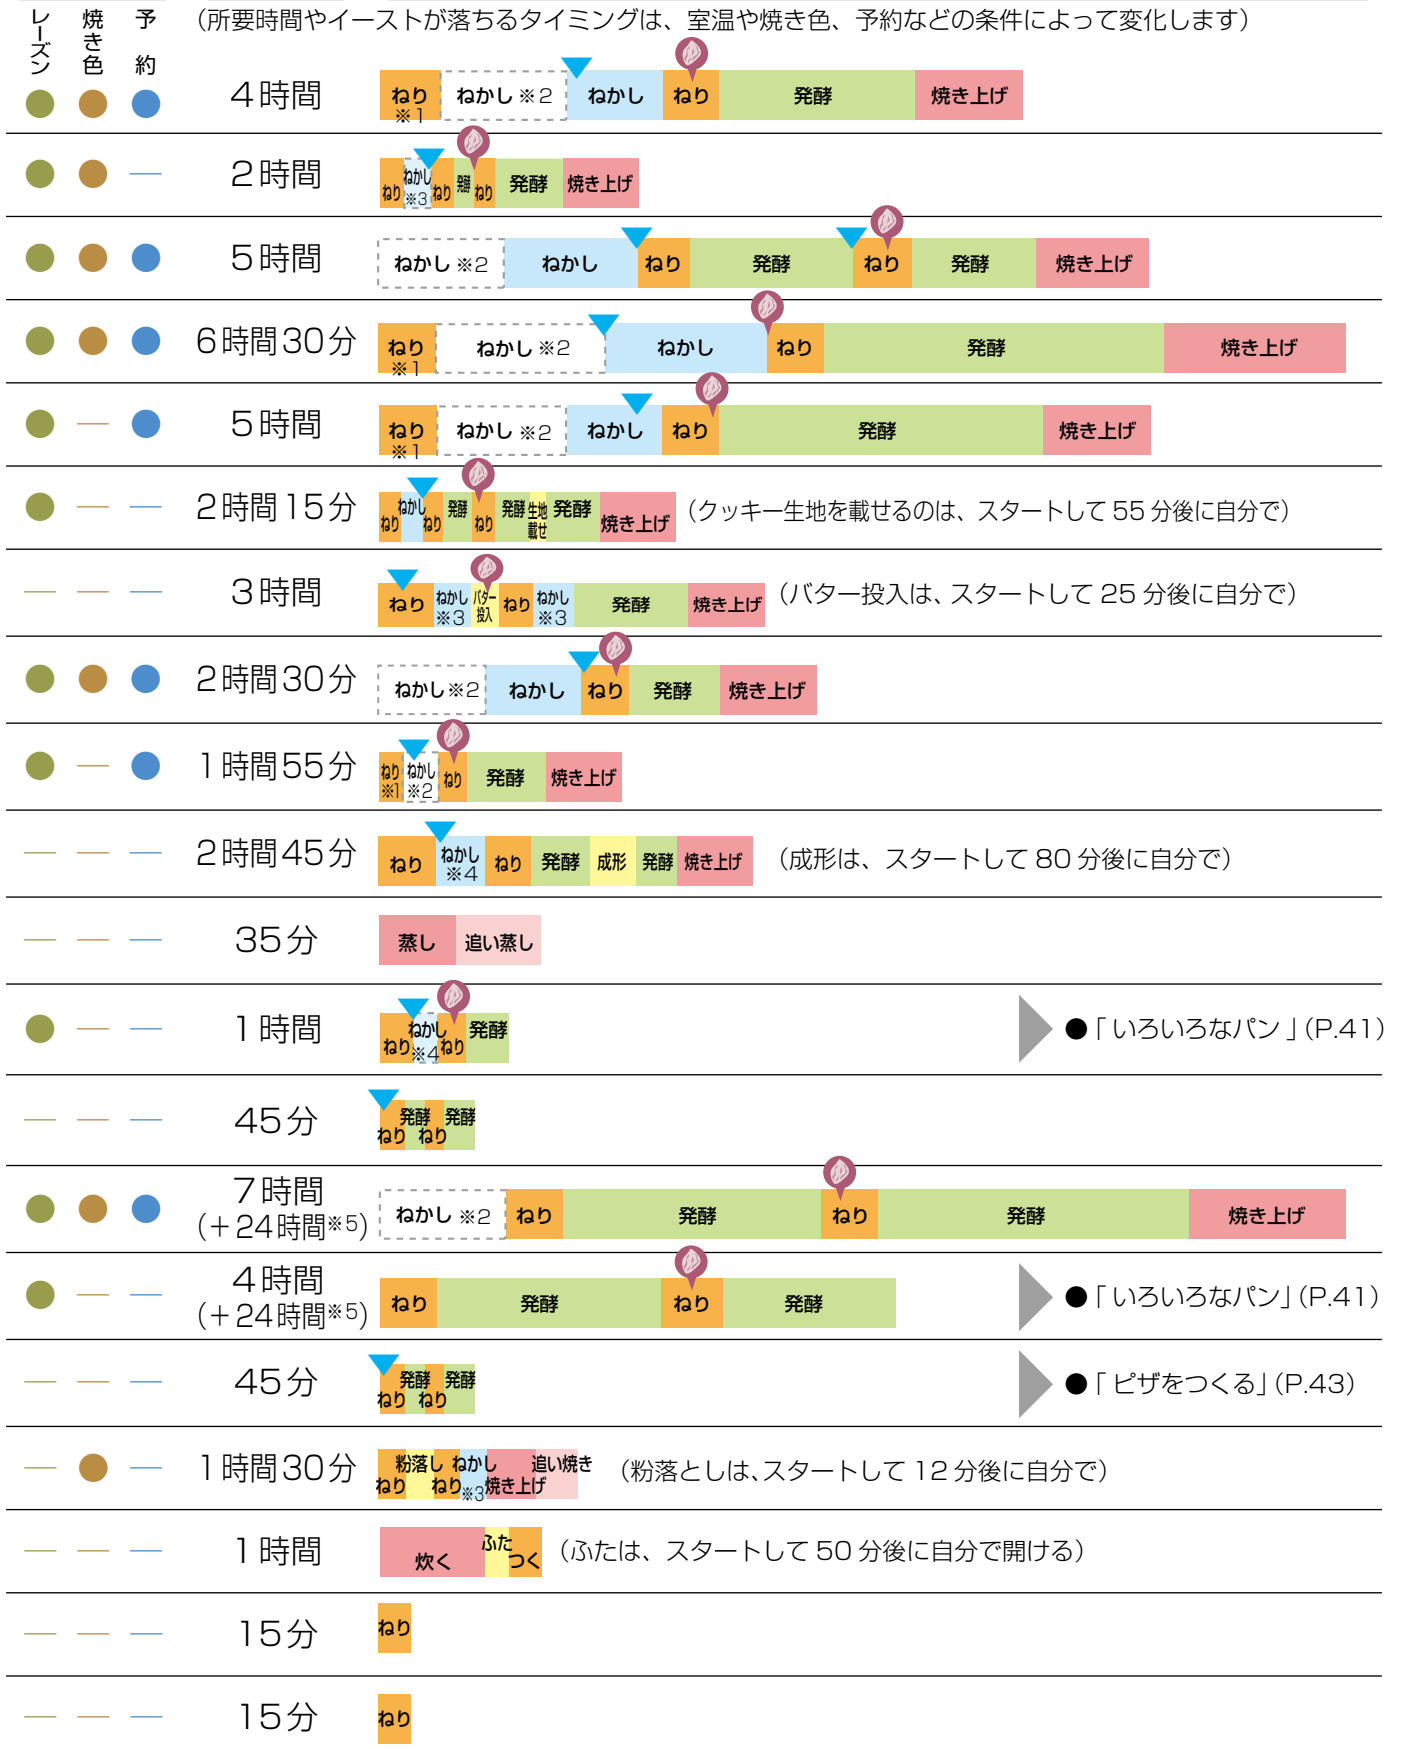 レーズン 焼き色 予約
(所要時間やイーストが落ちるタイミングは、室温や焼き色、予約などの条件によって変化します)
4時間 ねり※1 ねかし※2 ねかし ねり 発酵 焼き上げ
2時間 ねり ねかし※3 ねり 発酵 ねり 発酵 焼き上げ
5時間 ねかし※2 ねかし ねり 発酵 ねり 発酵 焼き上げ
6時間30分 ねり※1 ねかし※2 ねかし ねり 発酵 焼き上げ
5時間 ねり※1 ねかし※2 ねかし ねり 発酵 焼き上げ
2時間15分 ねり ねかし ねり 発酵 ねり 発酵 生地載せ 発酵 焼き上げ (クッキー生地を載せるのは、スタートして55分後に自分で)
3時間 ねり ねかし※3 バター投入 ねり ねかし※3 発酵 焼き上げ (バター投入は、スタートして25分後に自分で)
2時間30分 ねかし※2 ねかし ねり 発酵 焼き上げ
1時間55分 ねり※1 ねかし※2 ねり 発酵 焼き上げ
2時間45分 ねり ねかし※4 ねり 発酵 成形 発酵 焼き上げ (成形は、スタートして80分後に自分で)
35分 蒸し 追い蒸し
1時間 ねり ねかし※4 ねり 発酵 ●「いろいろなパン」(P.41)
45分 ねり 発酵 ねり 発酵
7時間 (+24時間※5) ねかし※2 ねり 発酵 ねり 発酵 焼き上げ
4時間 (+24時間※5) ねり 発酵 ねり 発酵 ●「いろいろなパン」(P.41)
45分 ねり 発酵 ねり 発酵 ●「ピザをつくる」(P.43)
1時間30分 ねり 粉落し ねり ねかし※3 焼き上げ 追い焼き (粉落としは、スタートして12分後に自分で)
1時間 炊く ふた つく (ふたは、スタートして50分後に自分で開ける)
15分 ねり
15分 ねり